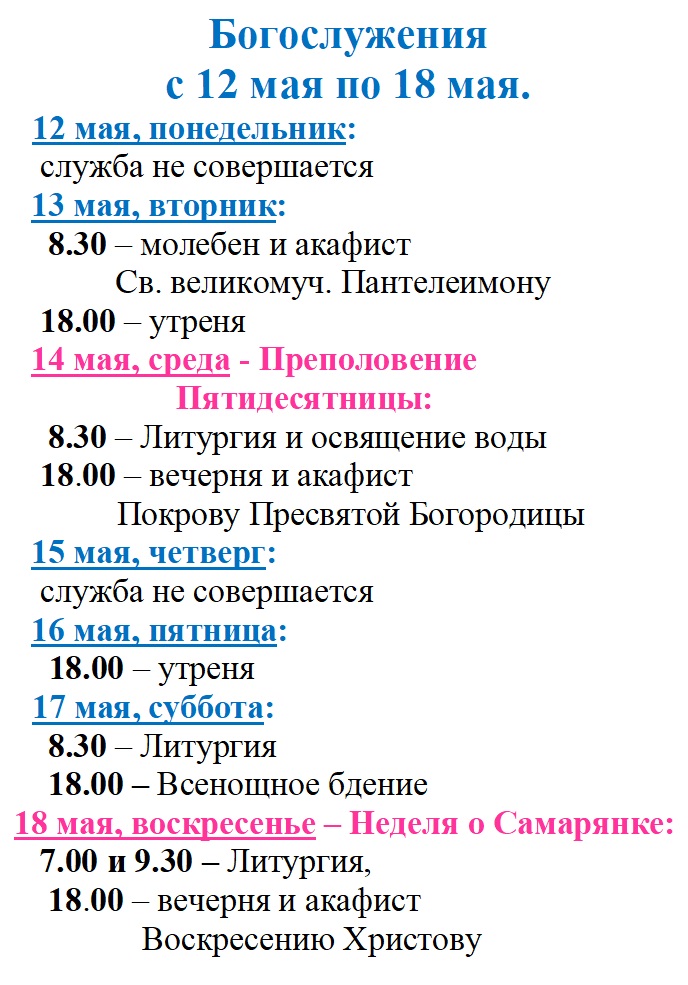 Богослужения
с 12 мая по 18 мая.
12 мая, понедельник:
служба не совершается
13 мая, вторник:
8.30 – молебен и акафист
Св. великомуч. Пантелеимону
18.00 – утреня
14 мая, среда - Преполовение
Пятидесятницы:
8.30 – Литургия и освящение воды
18.00 – вечерня и акафист
Покрову Пресвятой Богородицы
15 мая, четверг:
служба не совершается
16 мая, пятница:
18.00 – утреня
17 мая, суббота:
8.30 – Литургия
18.00 – Всенощное бдение
18 мая, воскресенье – Неделя о Самарянке:
7.00 и 9.30 – Литургия,
18.00 – вечерня и акафист
Воскресению Христову